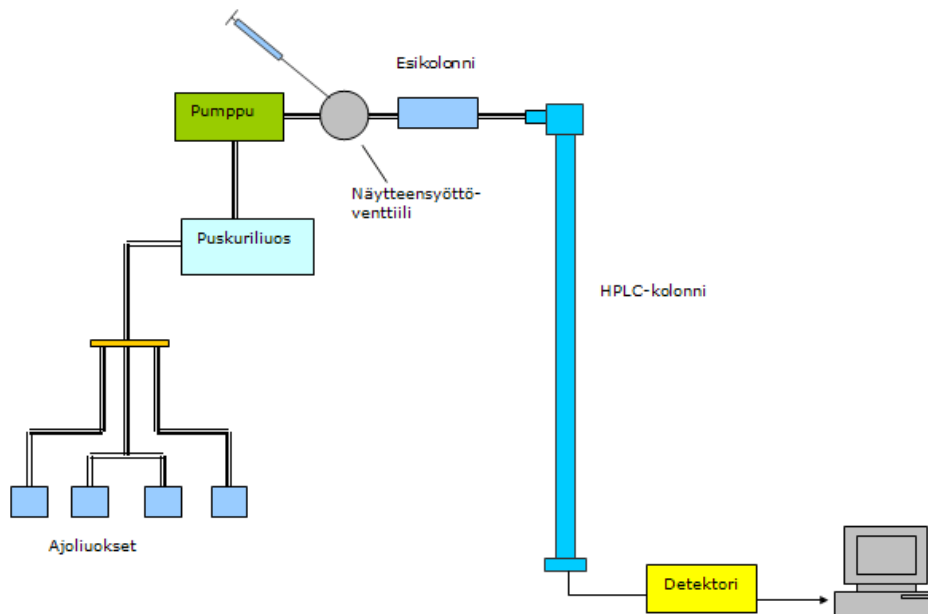 Esikolonni
Pumppu
Näytteensyöttö-
venttiili
Puskuriliuos
HPLC-kolonni
Ajoliuokset
Detektori